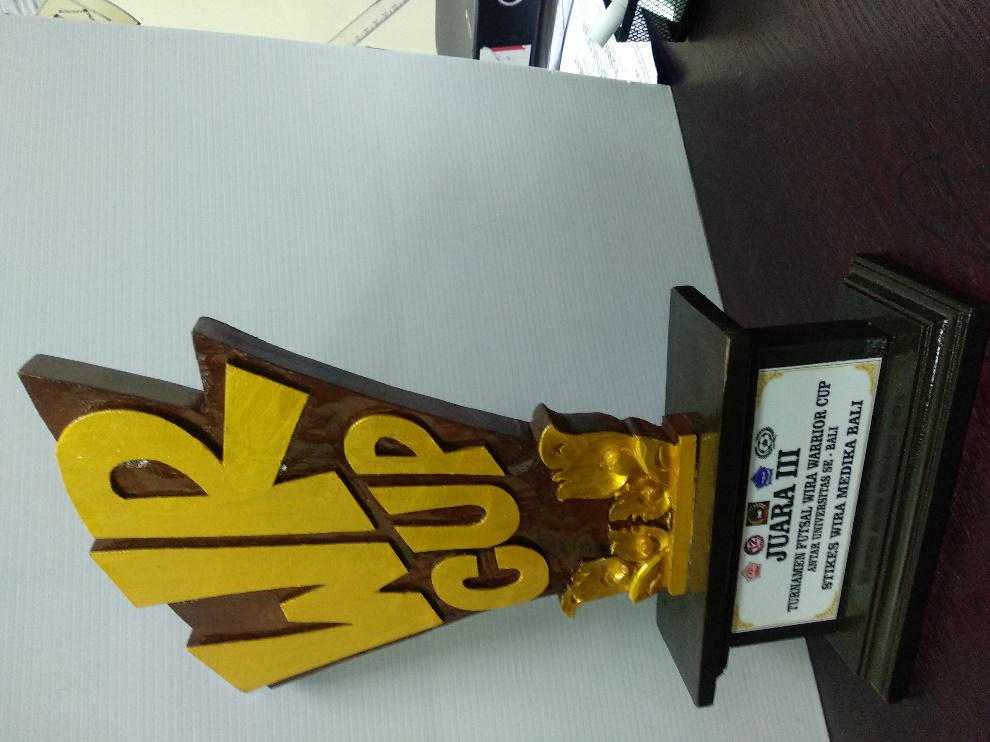 WR
CUP
JUARA III
TURNAMEN FUTSAL WIRA WARRIOR CUP
ANTAR UNIVERSITAS SE - BALI
STIKES WIRA MEDIKA BALI